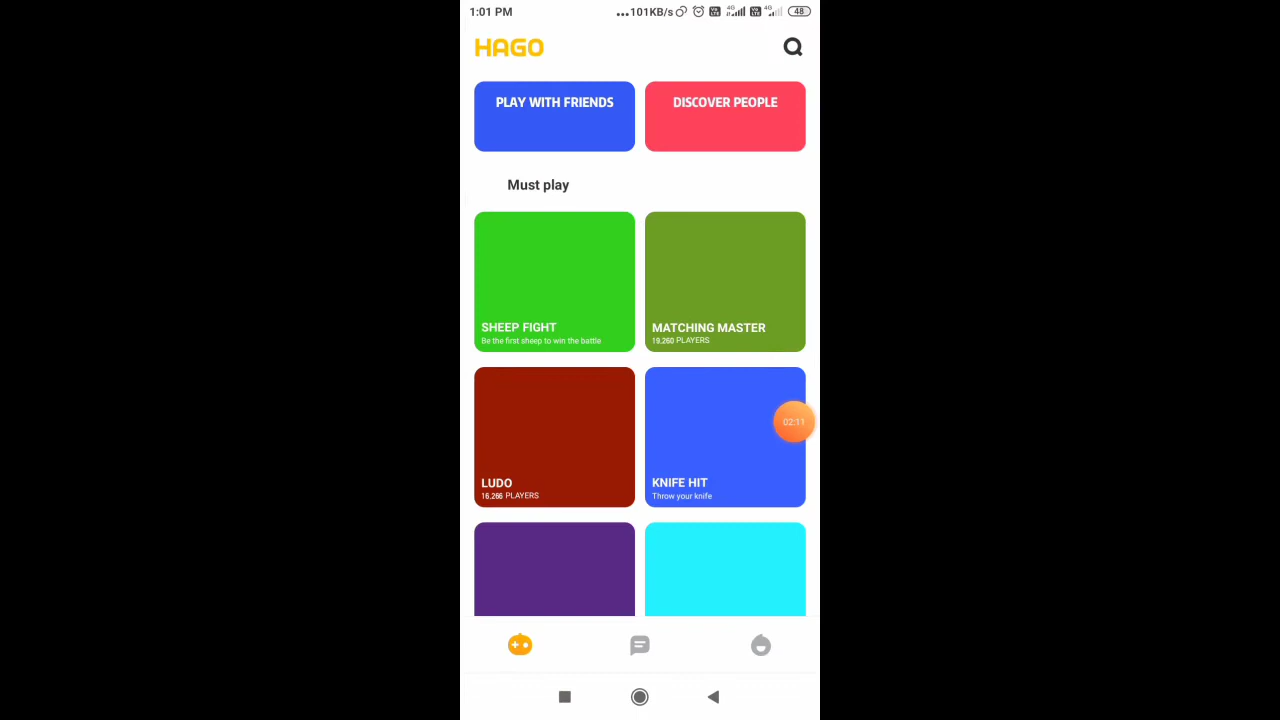 1:01 PM ...101KB/s 4G 4G 48
HAGO
PLAY WITH FRIENDS DISCOVER PEOPLE
Must play
SHEEP FIGHT MATCHING MASTER
Be the first sheep to win the battle 19,260 PLAYERS
02:11
LUDO KNIFE HIT
16,266 PLAYERS Throw your knife